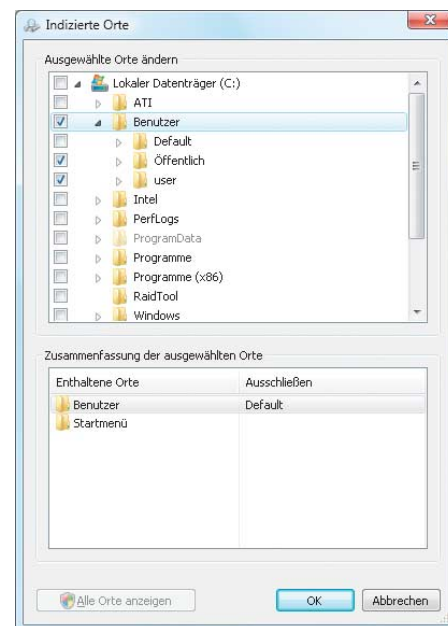 Indizierte Orte
Ausgewählte Orte ändern
Lokaler Datenträger (C:)
ATI
Benutzer
Default
Öffentlich
user
Intel
PerfLogs
ProgramData
Programme
Programme (x86)
RaidTool
Windows
Zusammenfassung der ausgewählten Orte
Enthaltene Orte Ausschließen
Benutzer Default
Startmenü
Alle Orte anzeigen OK Abbrechen